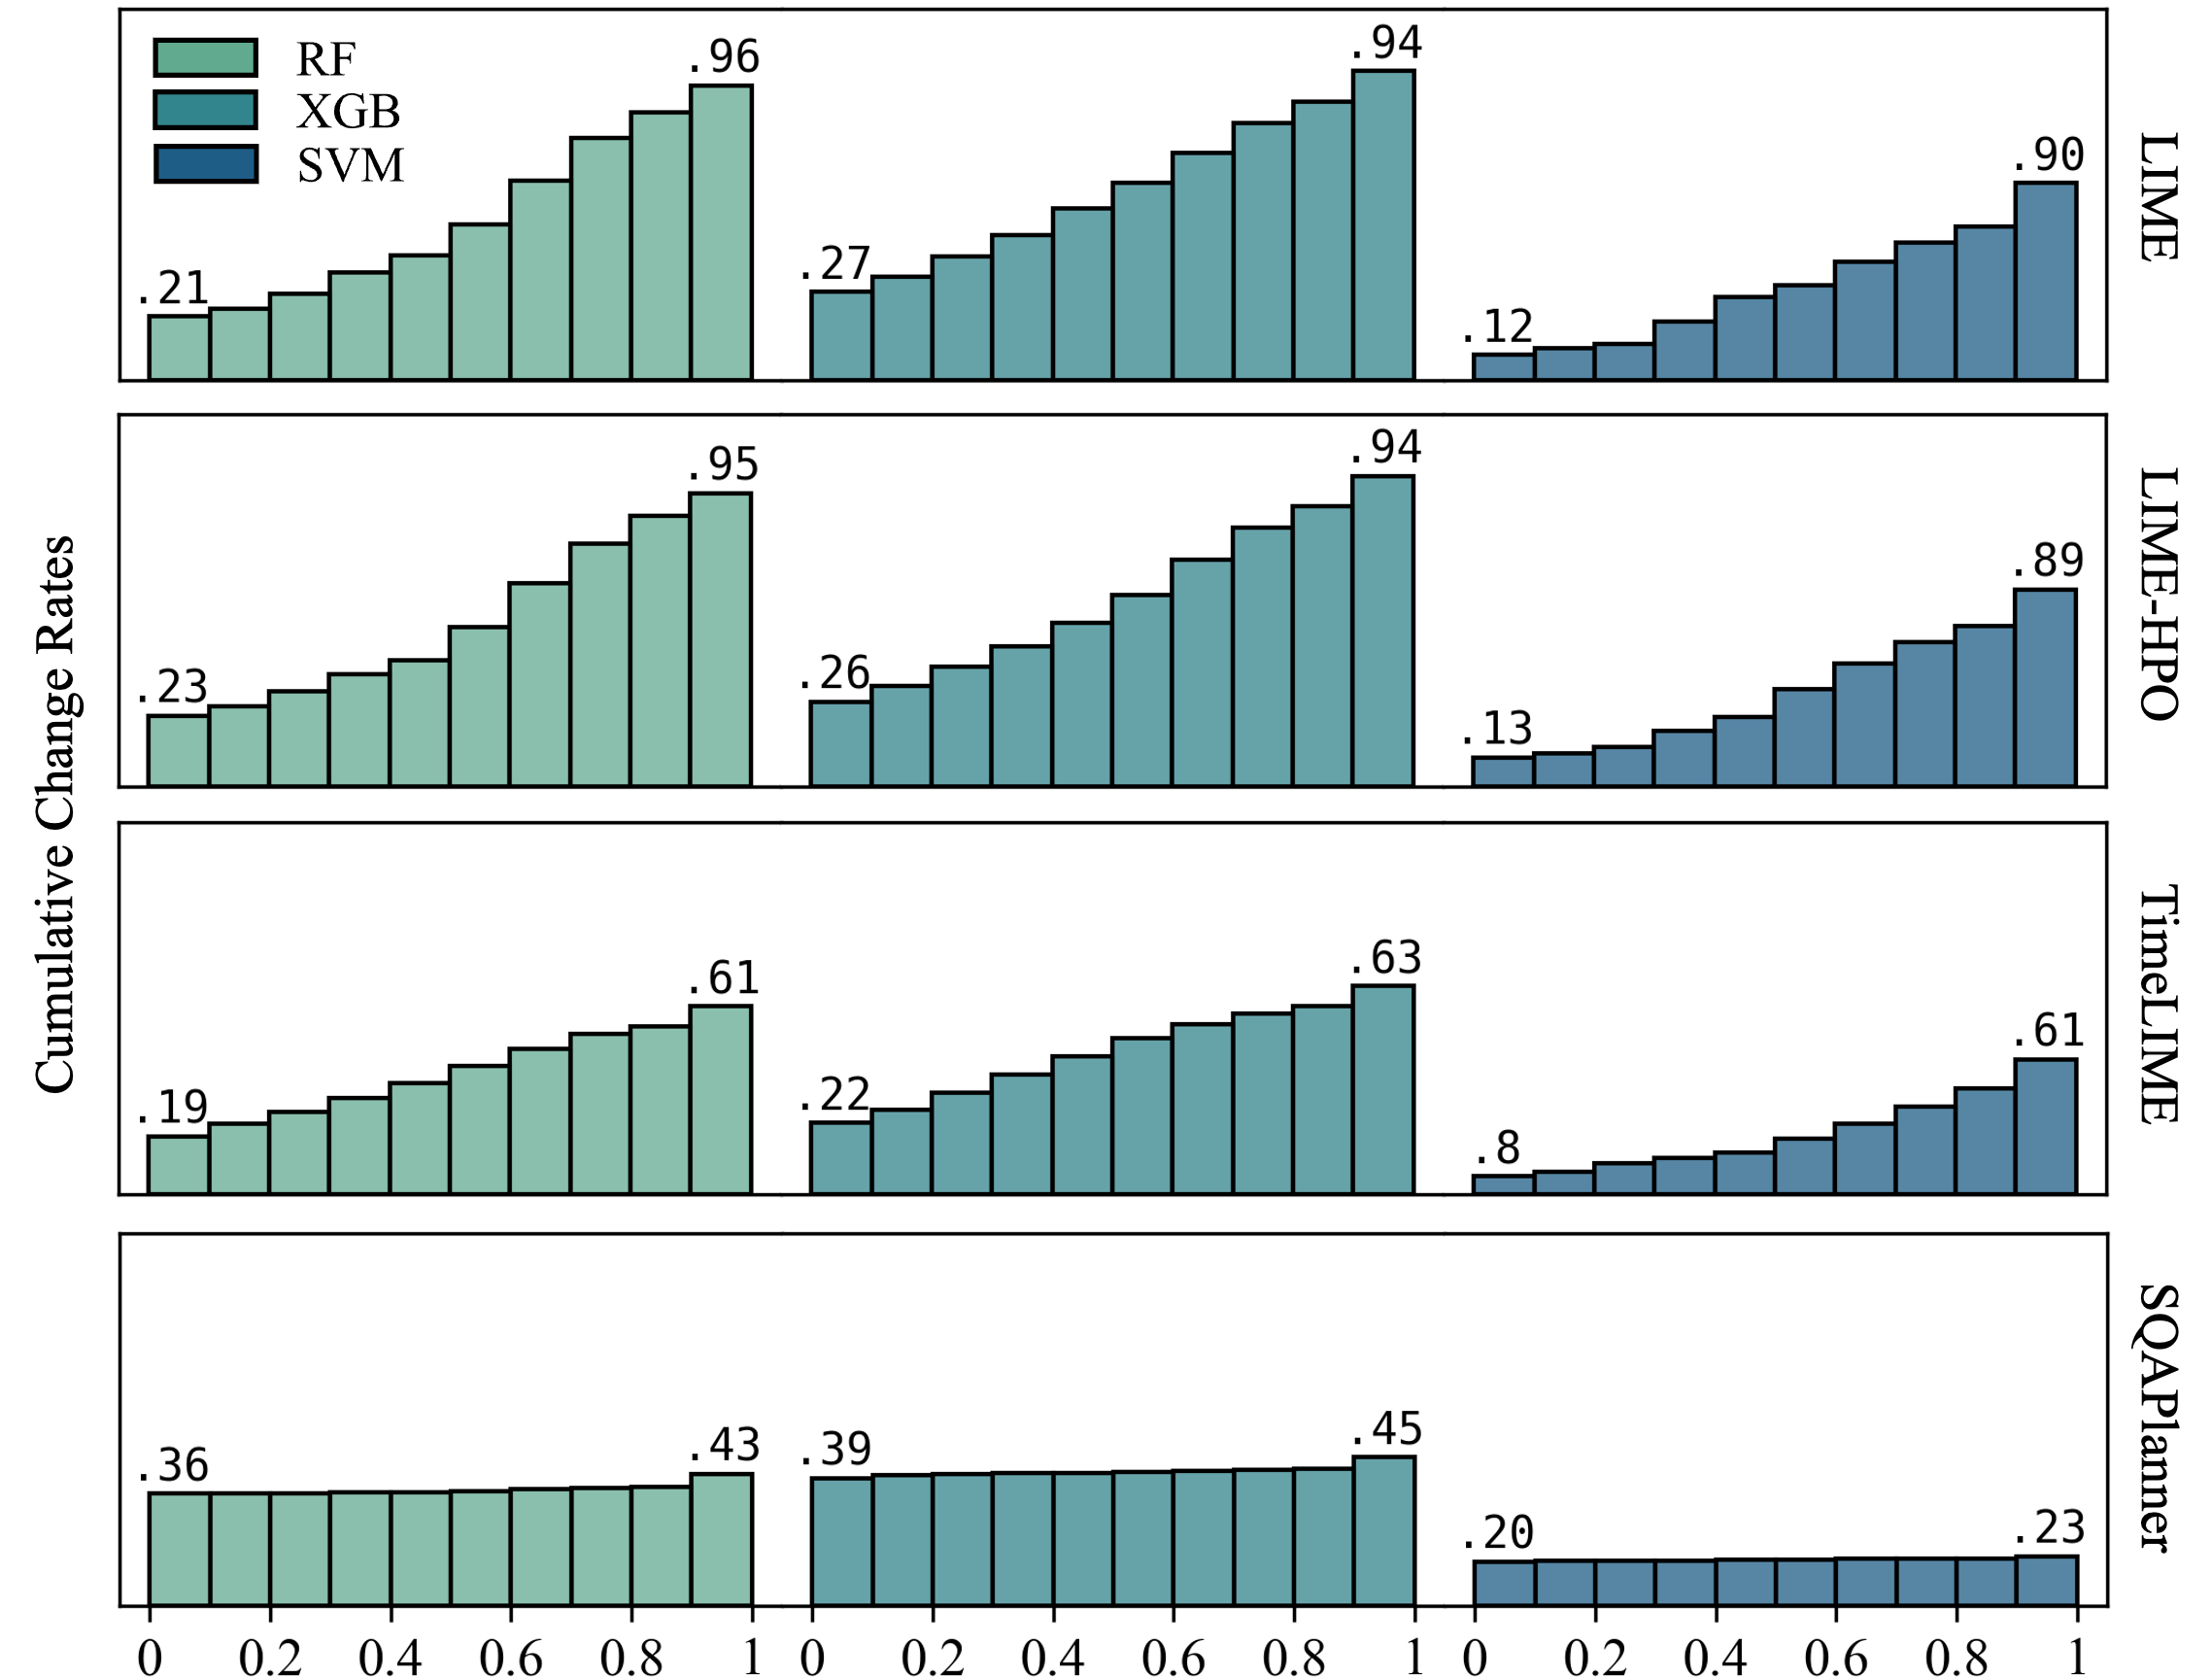 RF
XGB
SVM
.21
.96
.27
.94
.12
.90
LIME
.23
.95
.26
.94
.13
.89
LIME-HPO
.19
.61
.22
.63
.8
.61
TimeLIME
.36
.43
.39
.45
.20
.23
SQAPlanner
Cumulative Change Rates
0 0.2 0.4 0.6 0.8 1 0 0.2 0.4 0.6 0.8 1 0 0.2 0.4 0.6 0.8 1